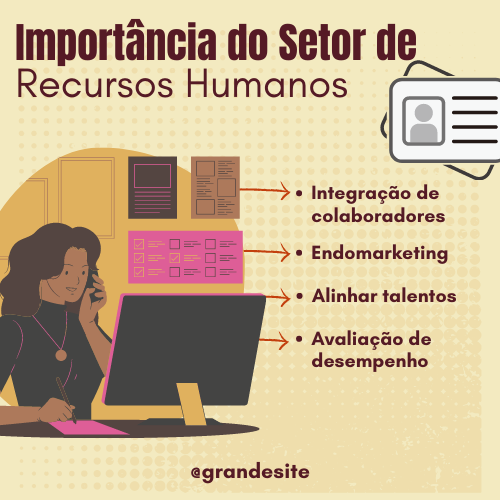 Importância do Setor de
Recursos Humanos
• Integração de
colaboradores
• Endomarketing
• Alinhar talentos
• Avaliação de
desempenho
@grandesite